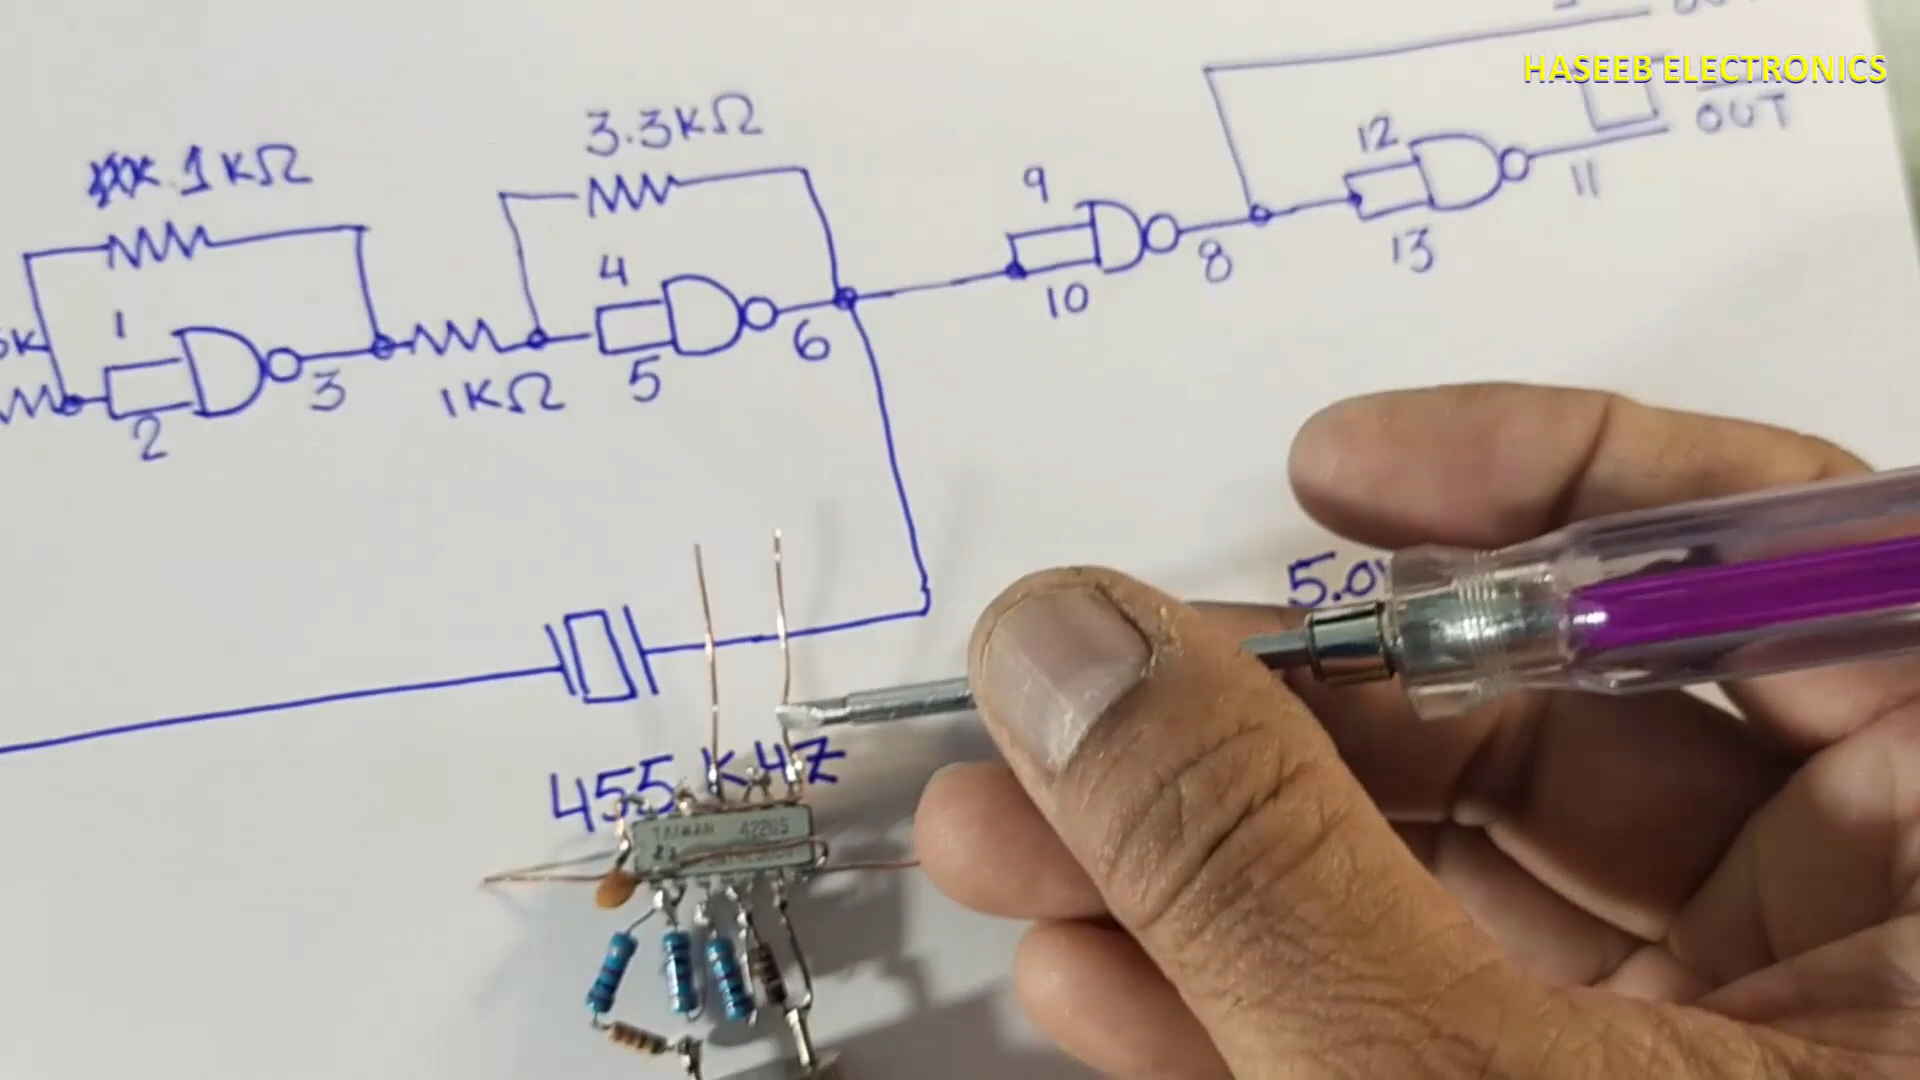 HASEEB ELECTRONICS
OUT
3.3KΩ
1KΩ
12
11
13
9
8
10
4
6
5
1
3
2
1KΩ
5.0
455 KHZ
TAIWAN 4220S